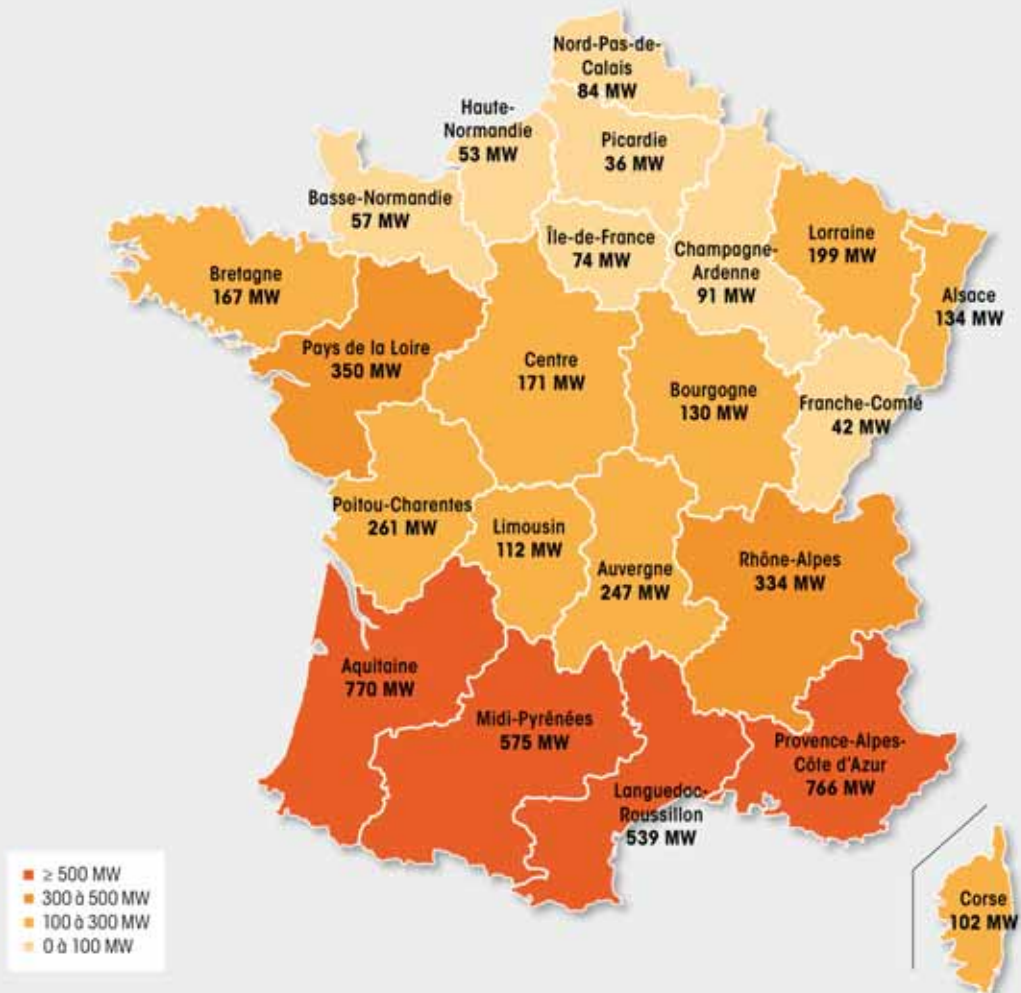 Nord-Pas-de-
Calais
84 MW
Haute-
Normandie
53 MW
Picardie
36 MW
Basse-Normandie
57 MW
Île-de-France
74 MW
Champagne-
Ardenne
91 MW
Lorraine
199 MW
Alsace
134 MW
Bretagne
167 MW
Pays de la Loire
350 MW
Centre
171 MW
Bourgogne
130 MW
Franche-Comté
42 MW
Poitou-Charentes
261 MW
Limousin
112 MW
Auvergne
247 MW
Rhône-Alpes
334 MW
Aquitaine
770 MW
Midi-Pyrénées
575 MW
Languedoc-
Roussillon
539 MW
Provence-Alpes-
Côte d'Azur
766 MW
Corse
102 MW
≥ 500 MW
300 à 500 MW
100 à 300 MW
0 à 100 MW